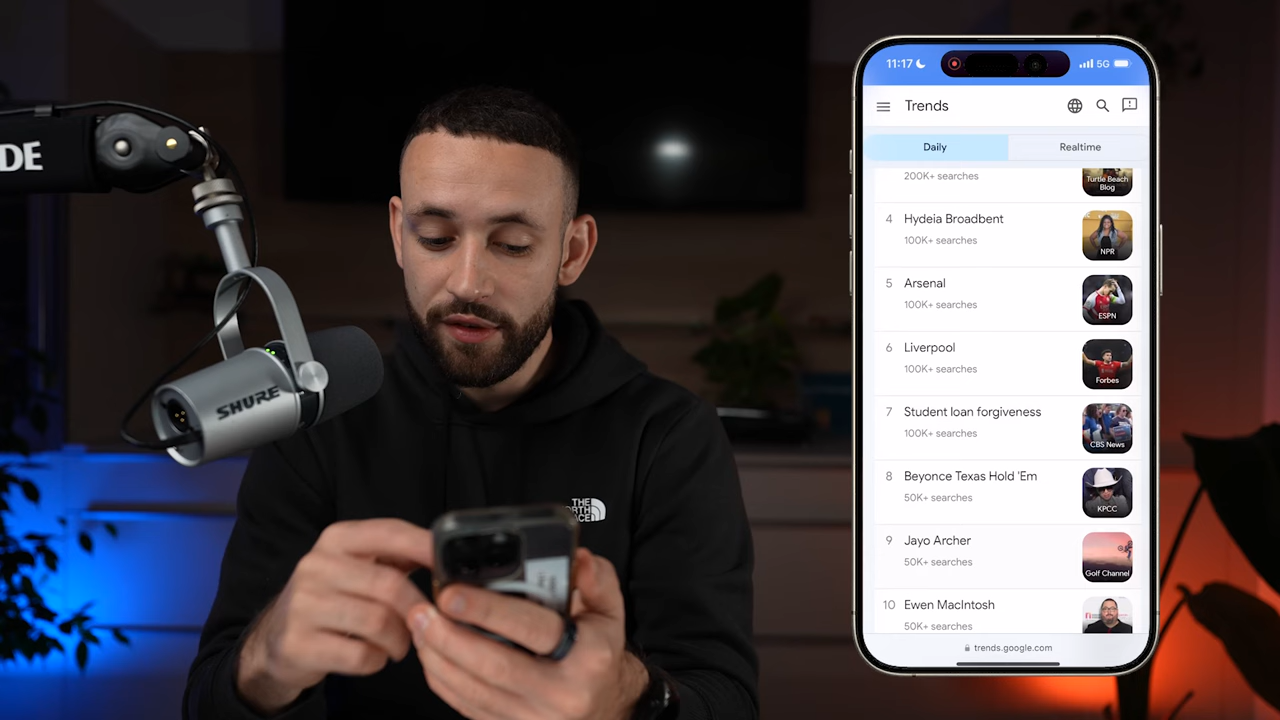 DE
SHURE
THE
NORTH
FACE
11:17
5G
Trends
Daily
Realtime
200K+ searches
Turtle Beach
Blog
4
Hydeia Broadbent
100K+ searches
NPR
5
Arsenal
100K+ searches
ESPN
6
Liverpool
100K+ searches
Forbes
7
Student loan forgiveness
100K+ searches
CBS News
8
Beyonce Texas Hold 'Em
50K+ searches
KPCC
9
Jayo Archer
50K+ searches
Golf Channel
10
Ewen MacIntosh
50K+ searches
trends.google.com